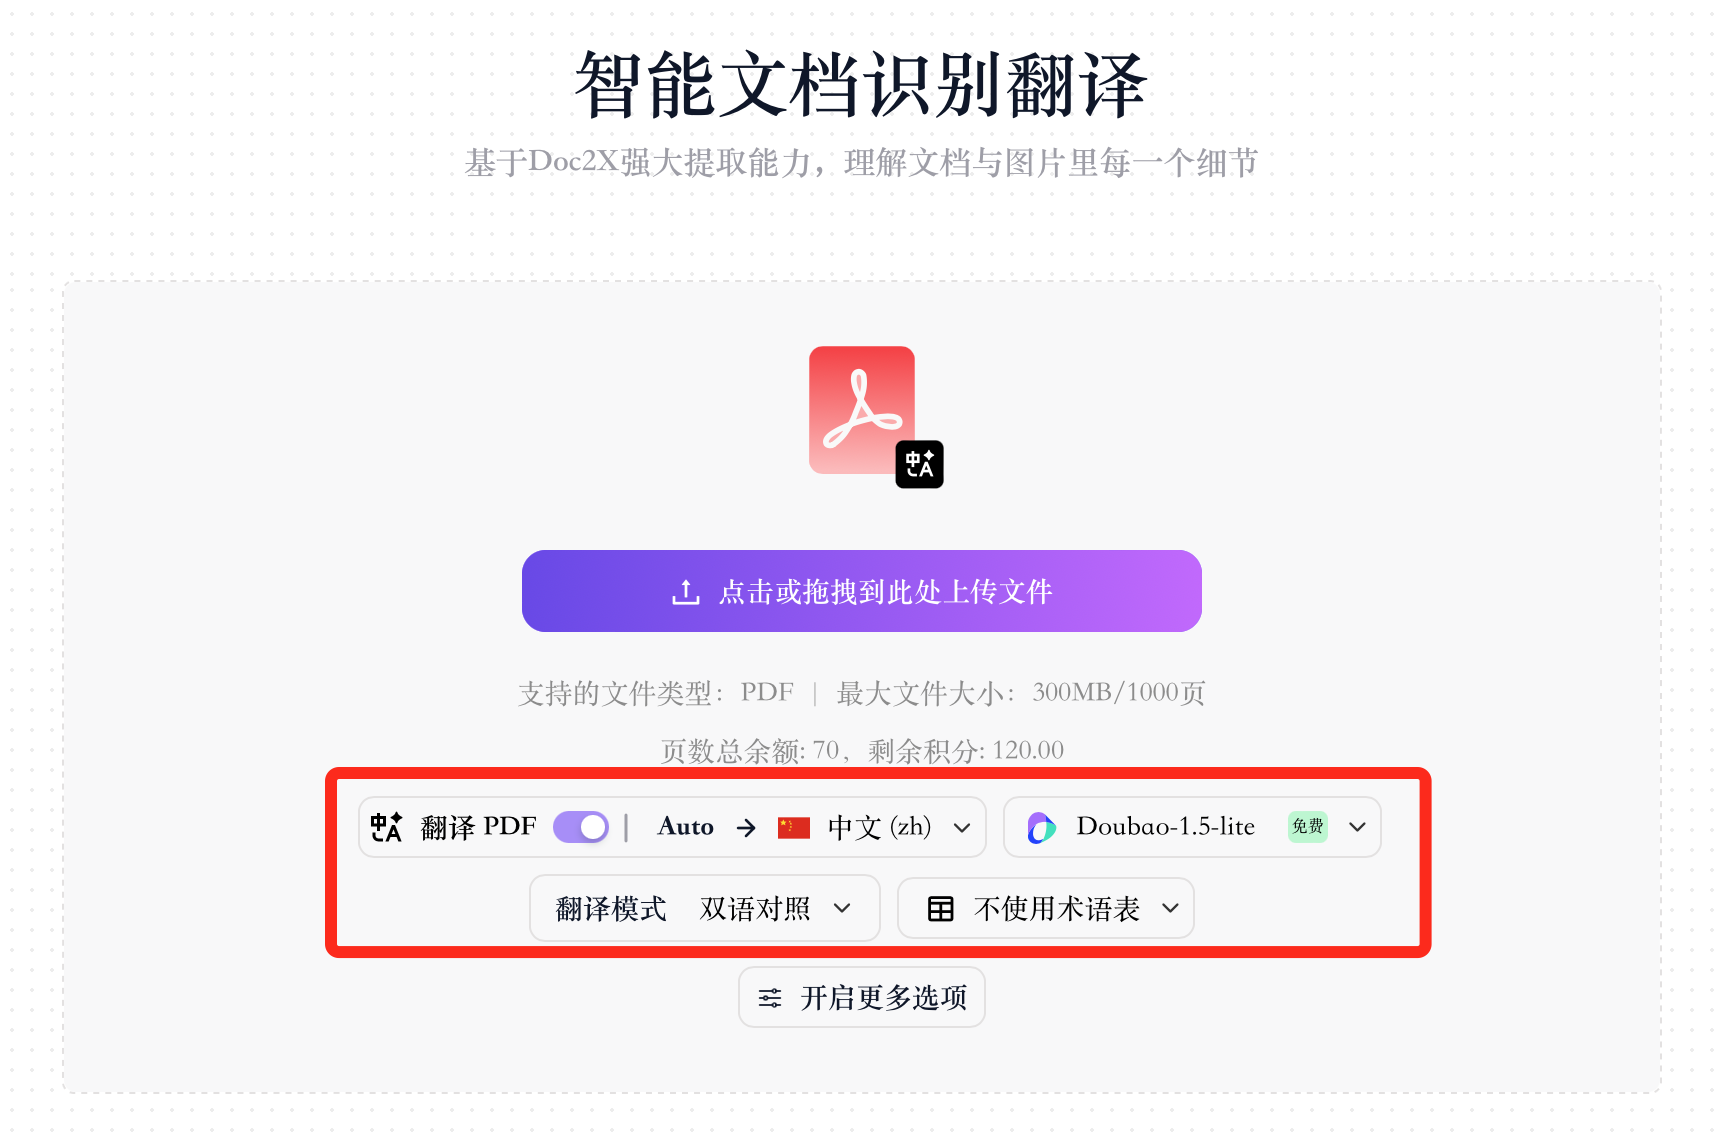 智能文档识别翻译
基于Doc2X强大提取能力，理解文档与图片里每一个细节
点击或拖拽到此处上传文件
支持的文件类型： PDF | 最大文件大小： 300MB/1000页
页数总余额: 70，剩余积分: 120.00
翻译 PDF | Auto → 中文 (zh) Doubao-1.5-lite 免费
翻译模式 双语对照 不使用术语表
开启更多选项